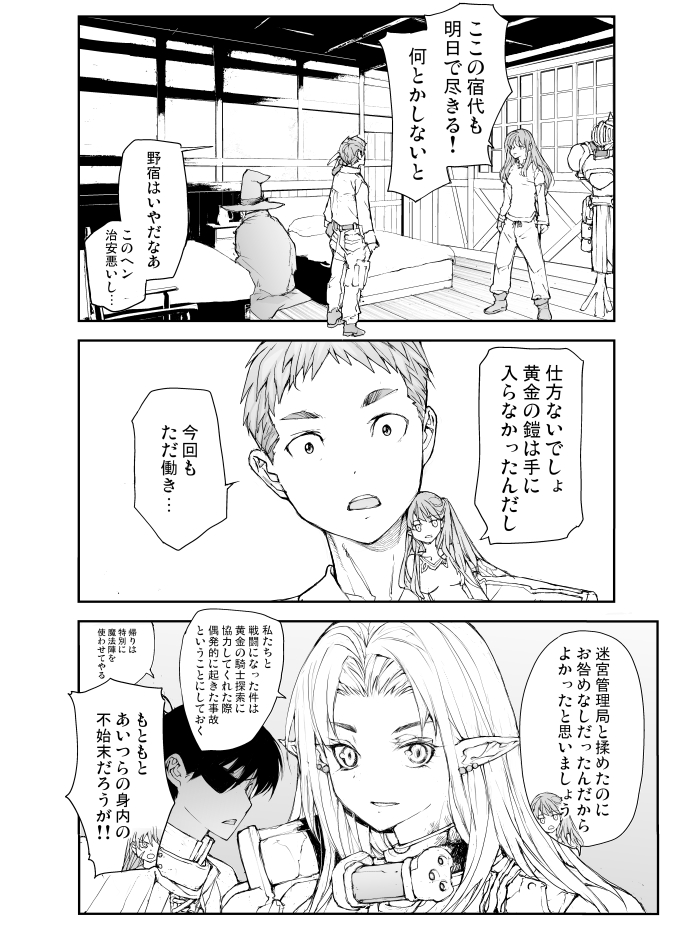 ここの宿代も
明日で尽きる!
何とかしないと
野宿はいやだなあ
このヘン
治安悪いし…
仕方ないでしょ
黄金の鎧は手に
入らなかったんだし
今回も
ただ働き…
迷宮管理局と揉めたのに
お咎めなしだったんだから
よかったと思いましょう
私たちと
戦闘になった件は
黄金の騎士探索に
協力してくれた際
偶発的に起きた事故
ということにしておく
帰りは
特別に
魔法陣を
使わせてやる
もともと
あいつらの身内の
不始末だろうが!!